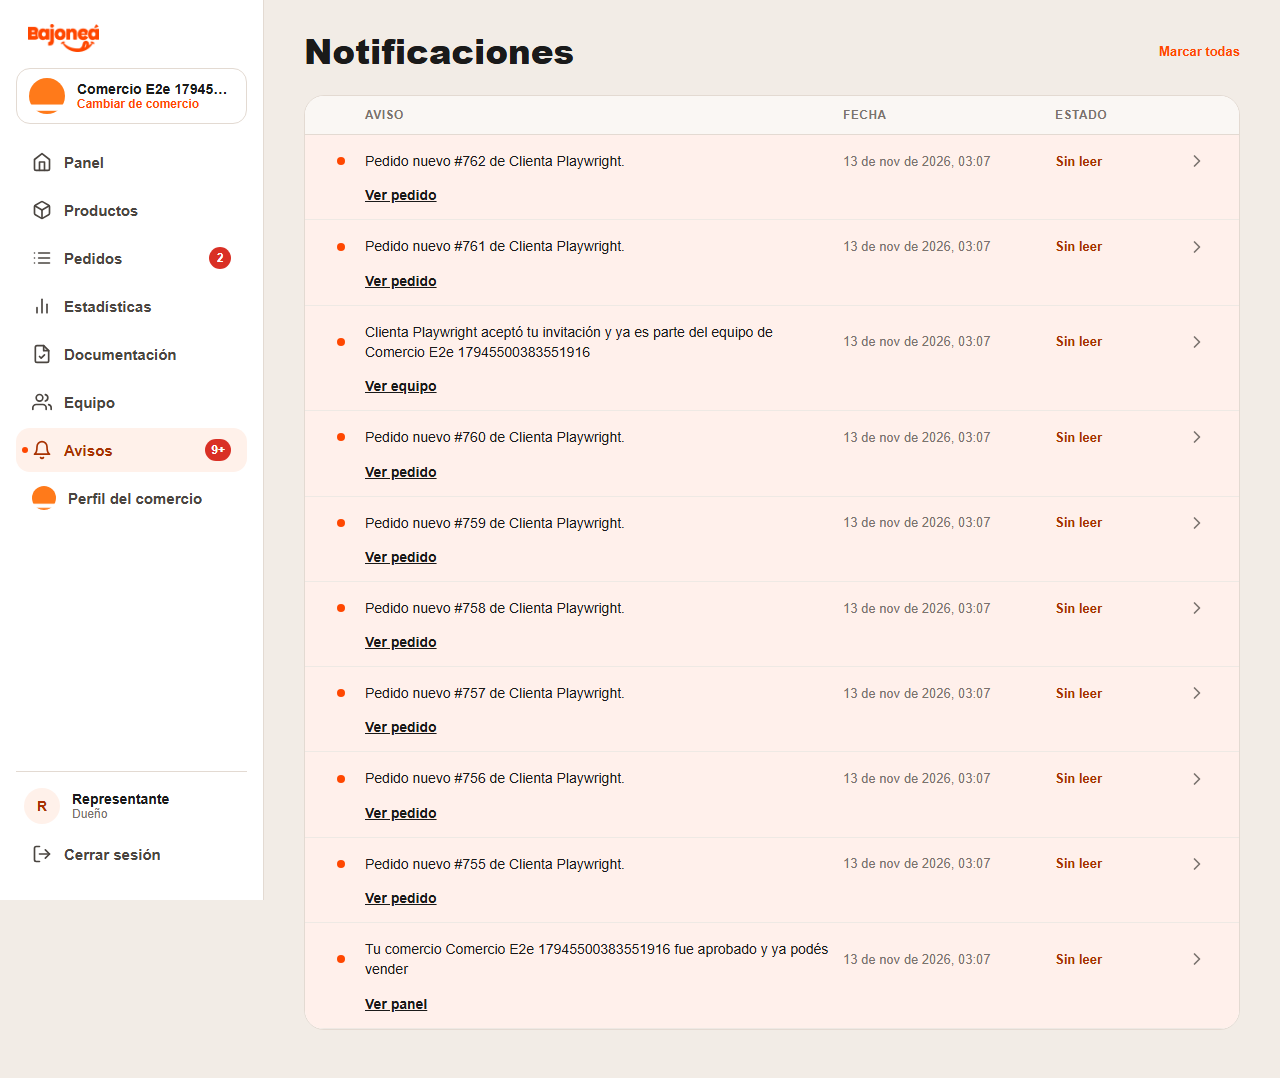 Bajoneá
Comercio E2e 17945...
Cambiar de comercio
Panel
Productos
Pedidos 2
Estadísticas
Documentación
Equipo
Avisos 9+
Perfil del comercio
R
Representante
Dueño
Cerrar sesión
Notificaciones
Marcar todas
AVISO FECHA ESTADO
Pedido nuevo #762 de Clienta Playwright. 13 de nov de 2026, 03:07 Sin leer
Ver pedido
Pedido nuevo #761 de Clienta Playwright. 13 de nov de 2026, 03:07 Sin leer
Ver pedido
Clienta Playwright aceptó tu invitación y ya es parte del equipo de
Comercio E2e 17945500383551916
13 de nov de 2026, 03:07 Sin leer
Ver equipo
Pedido nuevo #760 de Clienta Playwright. 13 de nov de 2026, 03:07 Sin leer
Ver pedido
Pedido nuevo #759 de Clienta Playwright. 13 de nov de 2026, 03:07 Sin leer
Ver pedido
Pedido nuevo #758 de Clienta Playwright. 13 de nov de 2026, 03:07 Sin leer
Ver pedido
Pedido nuevo #757 de Clienta Playwright. 13 de nov de 2026, 03:07 Sin leer
Ver pedido
Pedido nuevo #756 de Clienta Playwright. 13 de nov de 2026, 03:07 Sin leer
Ver pedido
Pedido nuevo #755 de Clienta Playwright. 13 de nov de 2026, 03:07 Sin leer
Ver pedido
Tu comercio Comercio E2e 17945500383551916 fue aprobado y ya podés
vender
13 de nov de 2026, 03:07 Sin leer
Ver panel